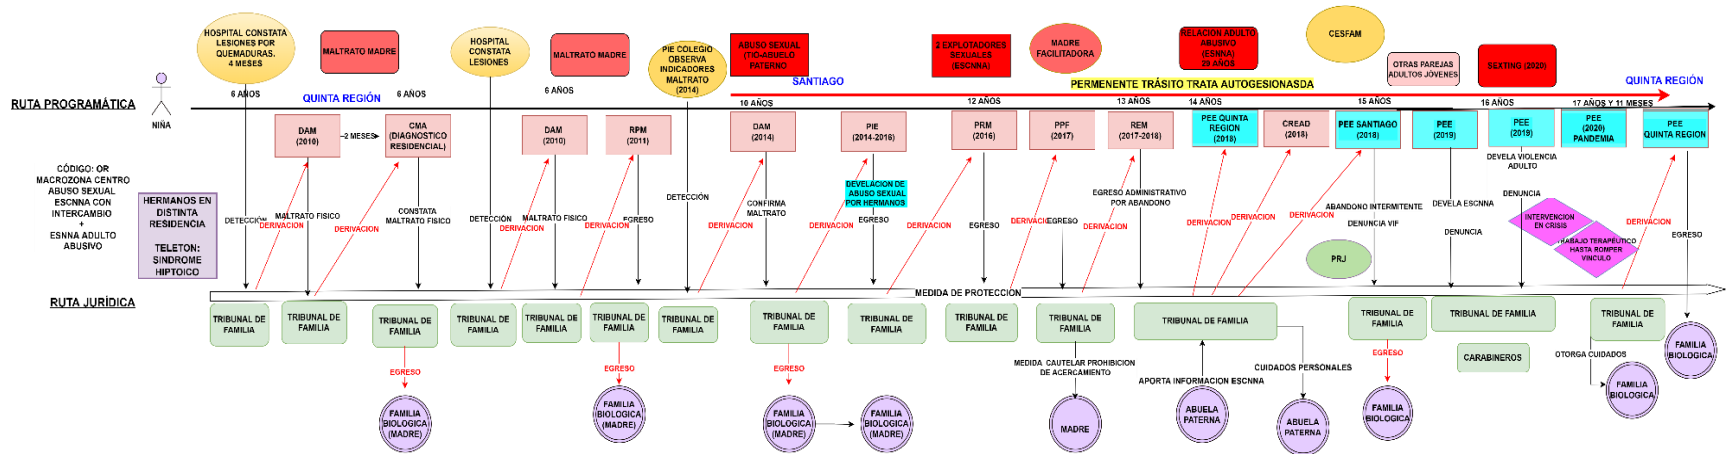 HOSPITAL CONSTATA
LESIONES POR
QUEMADURAS.
4 MESES
MALTRATO MADRE
HOSPITAL
CONSTATA
LESIONES
MALTRATO MADRE
PIE COLEGIO
OBSERVA
INDICADORES
MALTRATO
(2014)
ABUSO SEXUAL
(TIO-ABUELO
PATERNO
2 EXPLOTADORES
SEXUALES
(ESCNNA)
MADRE
FACILITADORA
RELACION ADULTO
ABUSIVO
(ESNNA)
29 AÑOS
CESFAM
OTRAS PAREJAS
ADULTOS JÓVENES
SEXTING (2020)
SANTIAGO
PERMENENTE TRÁSITO TRATA AUTOGESIONASDA
QUINTA REGIÓN
RUTA PROGRAMÁTICA
NIÑA
6 AÑOS
QUINTA REGIÓN
6 AÑOS
6 AÑOS
10 AÑOS
12 AÑOS
13 AÑOS
14 AÑOS
15 AÑOS
16 AÑOS
17 AÑOS Y 11 MESES
DAM
(2010)
2 MESES
CMA
(DIAGNOSTICO
RESIDENCIAL)
DAM
(2010)
RPM
(2011)
DAM
(2014)
PIE
(2014-2016)
PRM
(2016)
PPF
(2017)
REM
(2017-2018)
PEE QUINTA
REGION
(2018)
CREAD
(2018)
PEE SANTIAGO
(2018)
PEE
(2019)
PEE
(2019)
PEE
(2020)
PANDEMIA
PEE
QUINTA REGION
CÓDIGO: OR
MACROZONA CENTRO
ABUSO SEXUAL
ESCNNA CON
INTERCAMBIO
+
ESNNA ADULTO
ABUSIVO
HERMANOS EN
DISTINTA
RESIDENCIA
TELETON:
SINDROME
HIPTOICO
DETECCIÓN
DERIVACION
MALTRATO FISICO
DERIVACION
CONSTATA
MALTRATO FISICO
DETECCIÓN
DERIVACION
MALTRATO FISICO
DERIVACION
EGRESO
DETECCIÓN
DERIVACION
CONFIRMA
MALTRATO
DERIVACION
DEVELACION DE
ABUSO SEXUAL
POR HERMANOS
EGRESO
DERIVACION
EGRESO
DERIVACION
EGRESO
DERIVACION
EGRESO ADMINISTRATIVO
POR ABANDONO
DERIVACION
DERIVACION
DERIVACION
ABANDONO INTERMITENTE
DENUNCIA VIF
PRJ
DEVELA ESCNNA
DENUNCIA
DEVELA VIOLENCIA
ADULTO
DENUNCIA
INTERVENCION
EN CRISIS
TRABAJO TERAPÉUTICO
HASTA ROMPER
VINCULO
DERIVACION
EGRESO
RUTA JURÍDICA
MEDIDA DE PROTECCION
TRIBUNAL DE
FAMILIA
TRIBUNAL DE
FAMILIA
TRIBUNAL DE
FAMILIA
TRIBUNAL DE
FAMILIA
TRIBUNAL DE
FAMILIA
TRIBUNAL DE
FAMILIA
TRIBUNAL DE
FAMILIA
TRIBUNAL DE
FAMILIA
TRIBUNAL DE
FAMILIA
TRIBUNAL DE
FAMILIA
TRIBUNAL DE
FAMILIA
TRIBUNAL DE FAMILIA
TRIBUNAL DE
FAMILIA
TRIBUNAL DE FAMILIA
TRIBUNAL DE
FAMILIA
CARABINEROS
EGRESO
FAMILIA
BIOLOGICA
(MADRE)
EGRESO
FAMILIA
BIOLOGICA
(MADRE)
EGRESO
FAMILIA
BIOLOGICA
(MADRE)
FAMILIA
BIOLOGICA
(MADRE)
MEDIDA CAUTELAR PROHIBICION
DE ACERCAMIENTO
MADRE
APORTA INFORMACION ESCNNA
ABUELA
PATERNA
CUIDADOS PERSONALES
ABUELA
PATERNA
EGRESO
FAMILIA
BIOLOGICA
OTORGA CUIDADOS
FAMILIA
BIOLOGICA
FAMILIA
BIOLOGICA